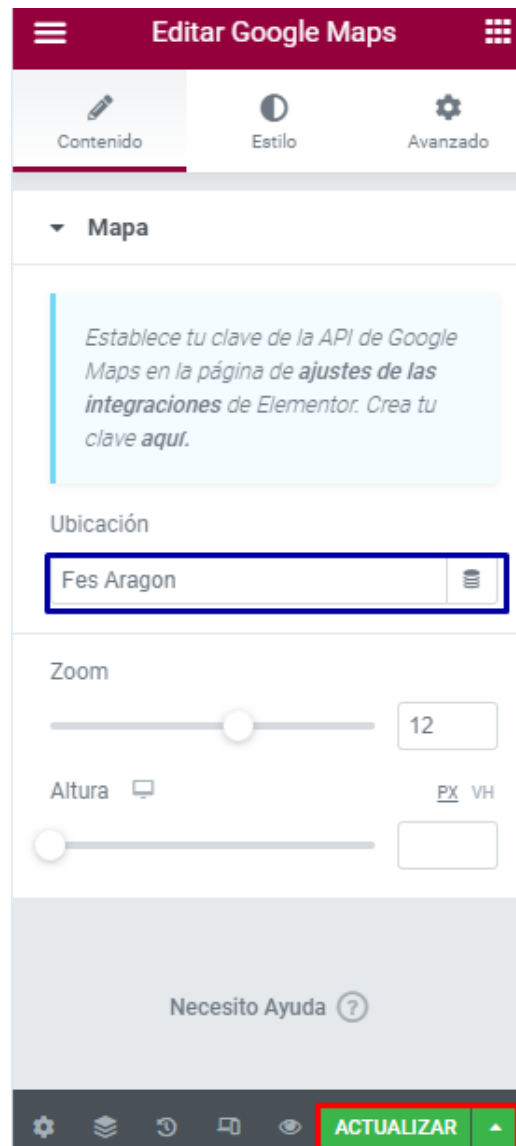 Editar Google Maps
Contenido
Estilo
Avanzado
Mapa
Establece tu clave de la API de Google
Maps en la página de ajustes de las
integraciones de Elementor. Crea tu
clave aquí.
Ubicación
Fes Aragon
Zoom
12
Altura
PX VH
Necesito Ayuda ?
ACTUALIZAR